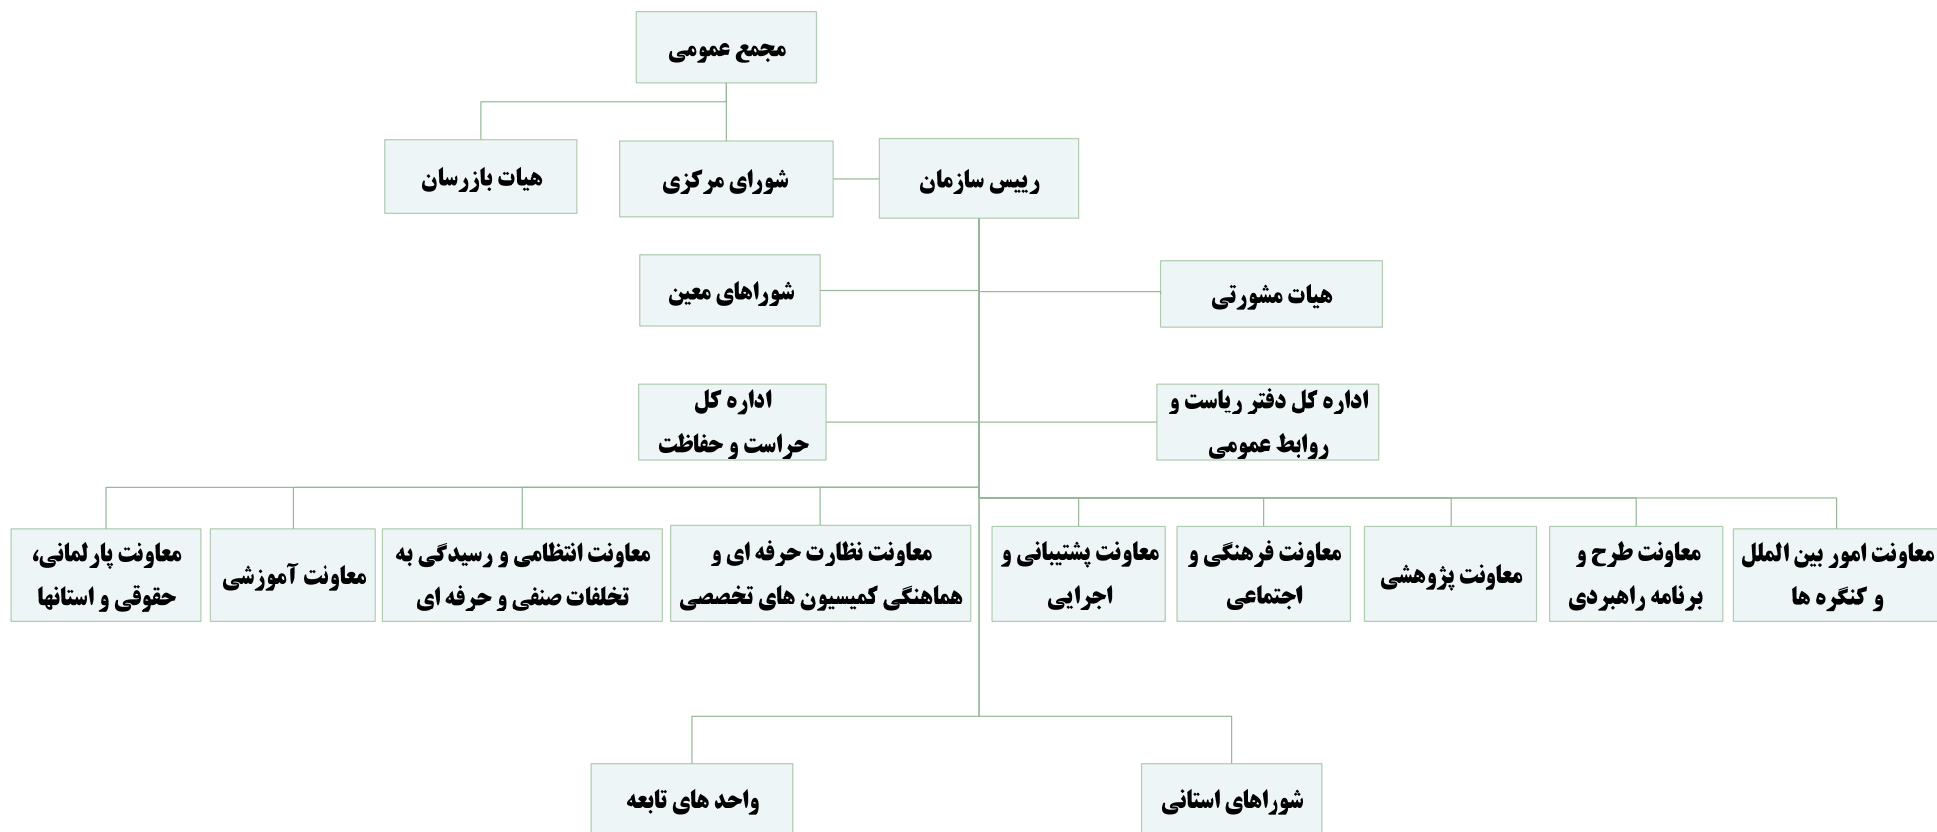 مجمع عمومی
رییس سازمان
شورای مرکزی
هیات بازرسان
هیات مشورتی
شوراهای معین
اداره کل دفتر ریاست و
روابط عمومی
اداره کل
حراست و حفاظت
معاونت امور بین الملل
و کنگره ها
معاونت طرح و
برنامه راهبردی
معاونت پژوهشی
معاونت فرهنگی و
اجتماعی
معاونت پشتیبانی و
اجرایی
معاونت نظارت حرفه ای و
هماهنگی کمیسیون های تخصصی
معاونت انتظامی و رسیدگی به
تخلفات صنفی و حرفه ای
معاونت آموزشی
معاونت پارلمانی،
حقوقی و استانها
شوراهای استانی
واحد های تابعه